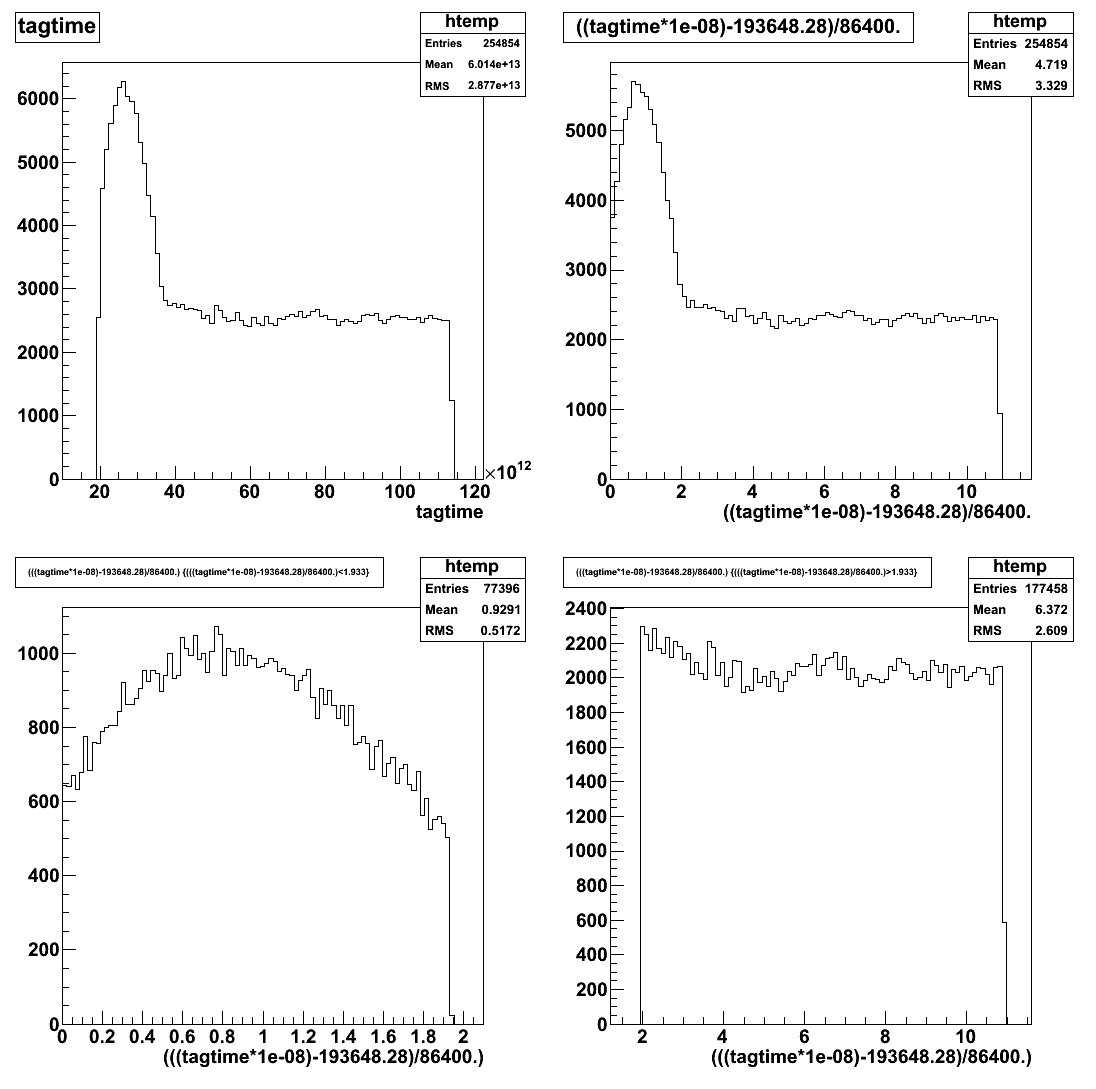 tagtime
htemp
Entries 254854
Mean 6.014e+13
RMS 2.877e+13
6000
5000
4000
3000
2000
1000
0
20 40 60 80 100 120
×10^12
tagtime
((tagtime*1e-08)-193648.28)/86400.
htemp
Entries 254854
Mean 4.719
RMS 3.329
5000
4000
3000
2000
1000
0
0 2 4 6 8 10
((tagtime*1e-08)-193648.28)/86400.
(((tagtime*1e-08)-193648.28)/86400.) {(((tagtime*1e-08)-193648.28)/86400.)<1.933}
htemp
Entries 77396
Mean 0.9291
RMS 0.5172
1000
800
600
400
200
0
0 0.2 0.4 0.6 0.8 1 1.2 1.4 1.6 1.8 2
(((tagtime*1e-08)-193648.28)/86400.)
(((tagtime*1e-08)-193648.28)/86400.) {(((tagtime*1e-08)-193648.28)/86400.)>1.933}
htemp
Entries 177458
Mean 6.372
RMS 2.609
2400
2200
2000
1800
1600
1400
1200
1000
800
600
400
200
0
2 4 6 8 10
(((tagtime*1e-08)-193648.28)/86400.)